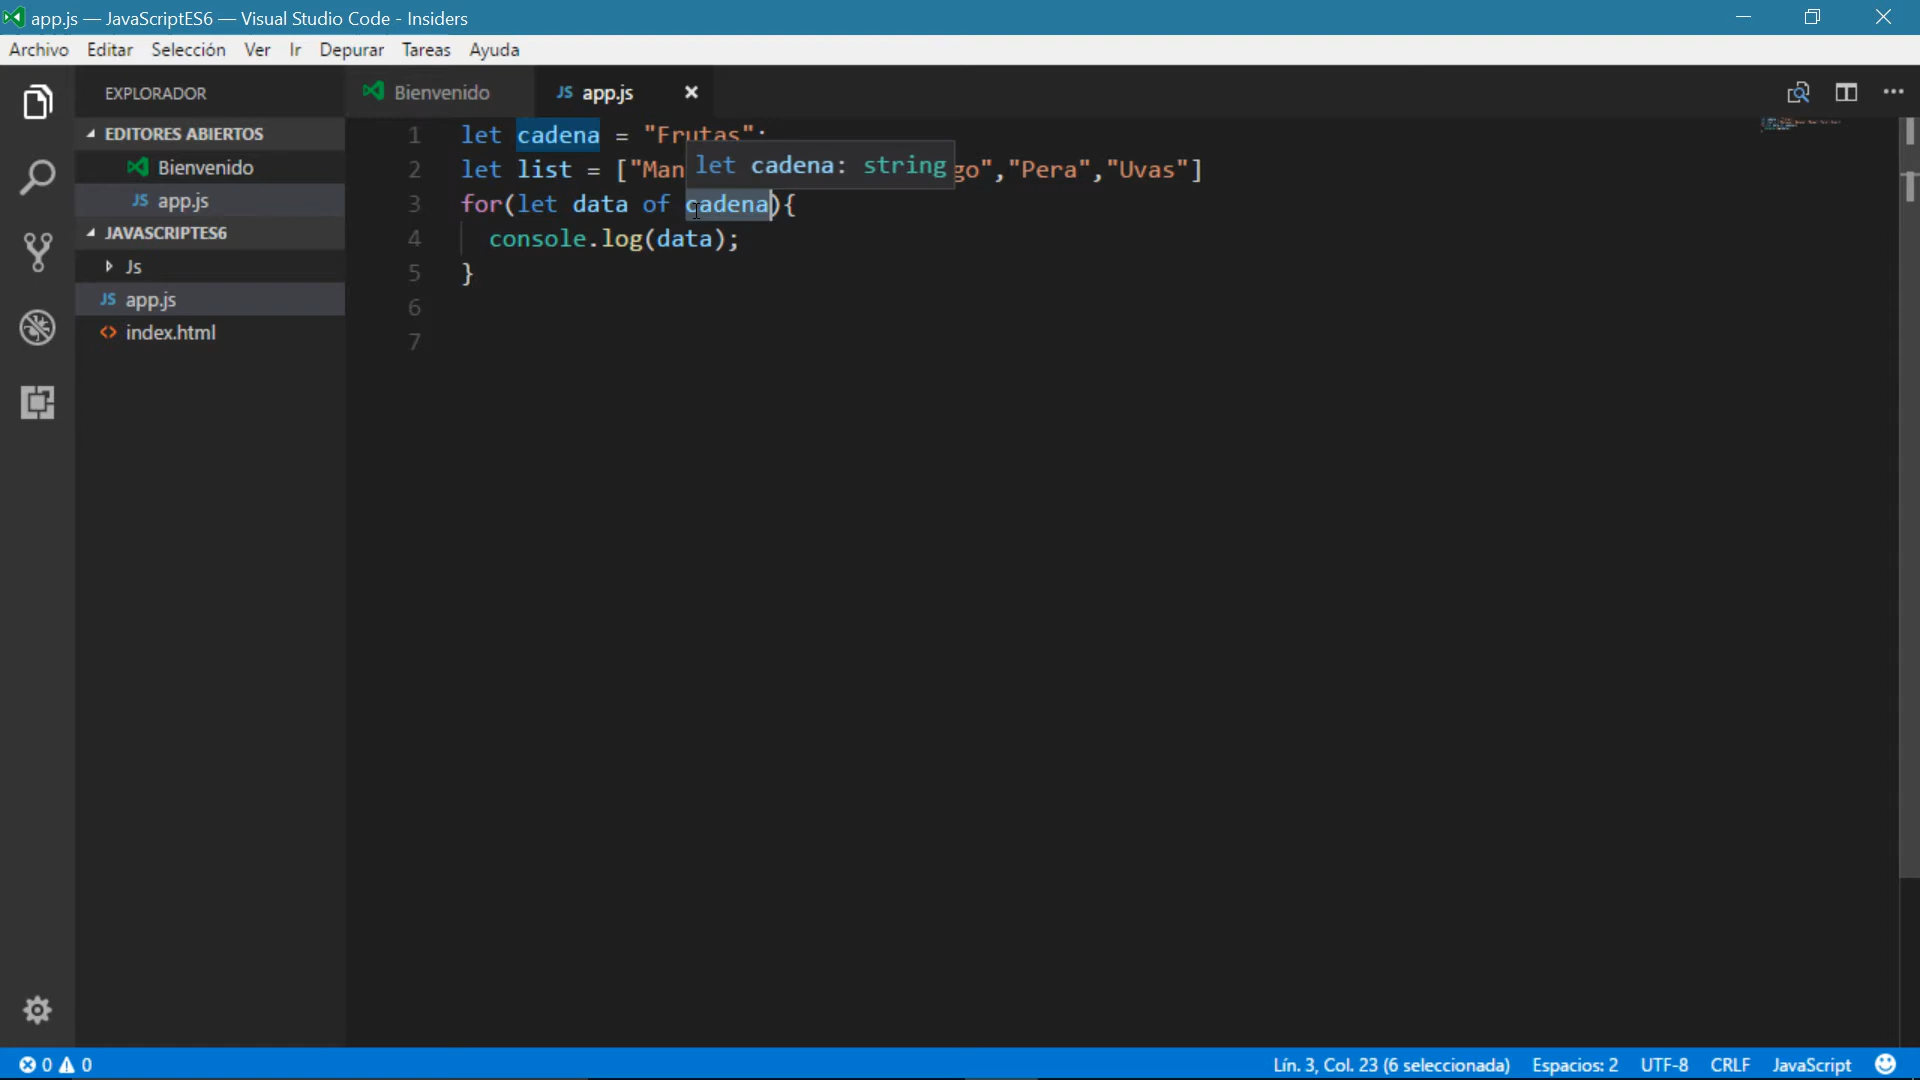 app.js — JavaScriptES6 — Visual Studio Code - Insiders
Archivo Editar Selección Ver Ir Depurar Tareas Ayuda
EXPLORADOR
EDITORES ABIERTOS
Bienvenido
JS app.js
JAVASCRIPTES6
Js
JS app.js
<> index.html
Bienvenido JS app.js
1 let cadena = "Frutas";
2 let list = ["Man go","Pera","Uvas"]
let cadena: string
3 for(let data of cadena){
4 console.log(data);
5 }
6
7
0 0 Lín. 3, Col. 23 (6 seleccionada) Espacios: 2 UTF-8 CRLF JavaScript